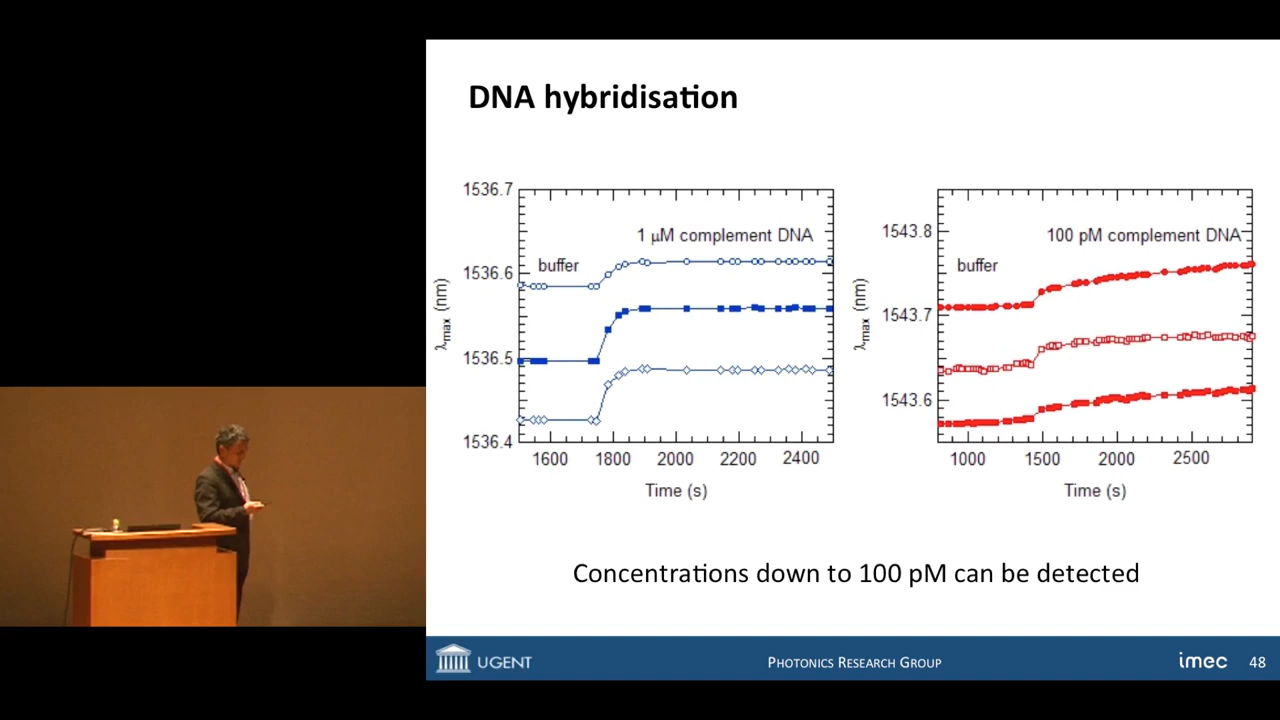 DNA hybridisation
1536.7
1536.6
1536.5
1536.4
λmax (nm)
buffer
1 µM complement DNA
1600 1800 2000 2200 2400
Time (s)
1543.8
1543.7
1543.6
λmax (nm)
buffer
100 pM complement DNA
1000 1500 2000 2500
Time (s)
Concentrations down to 100 pM can be detected
UGENT
PHOTONICS RESEARCH GROUP
imec
48